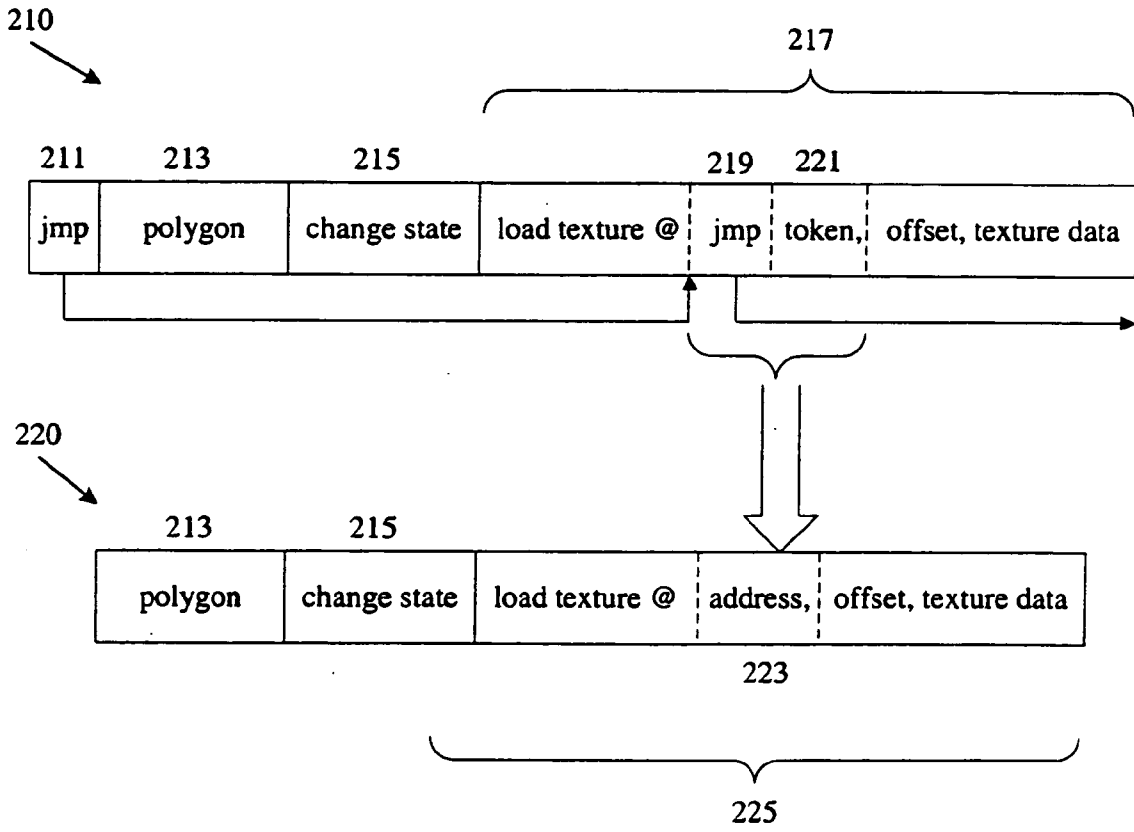 210
217
211 213 215 219 221
jmp polygon change state load texture @ jmp token, offset, texture data
220
213 215
polygon change state load texture @ address, offset, texture data
223
225